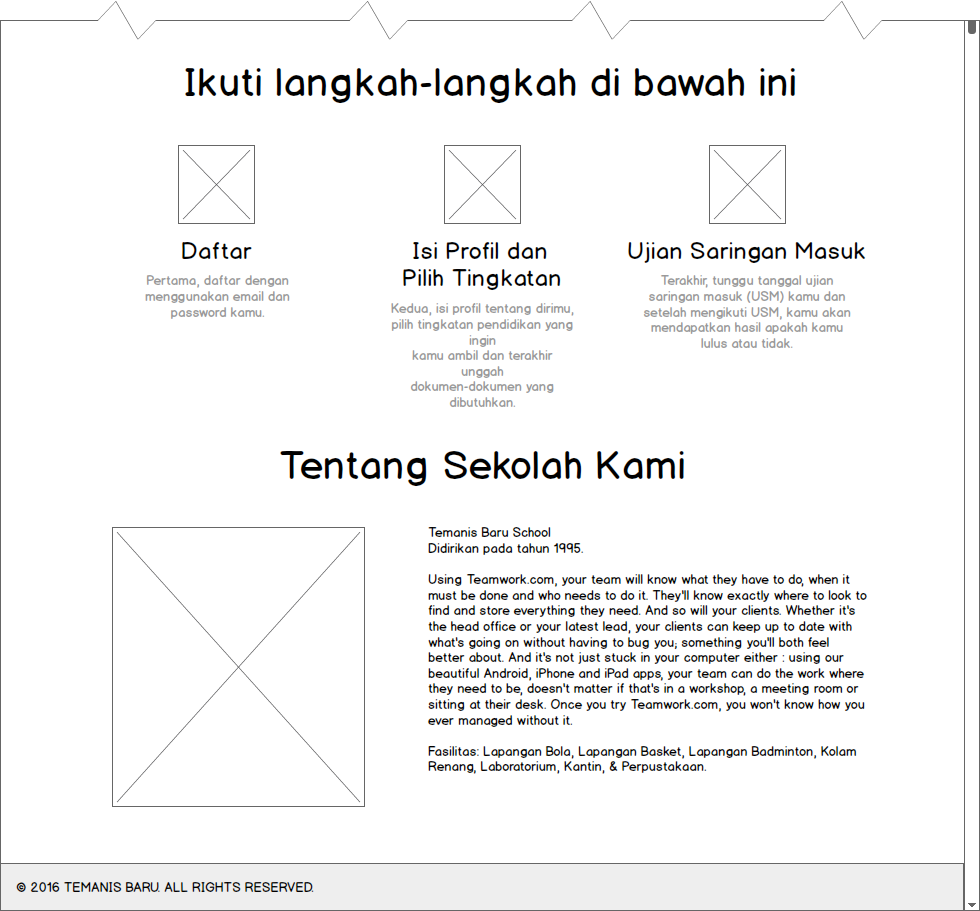 Ikuti langkah-langkah di bawah ini
Daftar
Pertama, daftar dengan
menggunakan email dan
password kamu.
Isi Profil dan
Pilih Tingkatan
Kedua, isi profil tentang dirimu,
pilih tingkatan pendidikan yang
ingin
kamu ambil dan terakhir
unggah
dokumen-dokumen yang
dibutuhkan.
Ujian Saringan Masuk
Terakhir, tunggu tanggal ujian
saringan masuk (USM) kamu dan
setelah mengikuti USM, kamu akan
mendapatkan hasil apakah kamu
lulus atau tidak.
Tentang Sekolah Kami
Temanis Baru School
Didirikan pada tahun 1995.
Using Teamwork.com, your team will know what they have to do, when it
must be done and who needs to do it. They'll know exactly where to look to
find and store everything they need. And so will your clients. Whether it's
the head office or your latest lead, your clients can keep up to date with
what's going on without having to bug you; something you'll both feel
better about. And it's not just stuck in your computer either : using our
beautiful Android, iPhone and iPad apps, your team can do the work where
they need to be, doesn't matter if that's in a workshop, a meeting room or
sitting at their desk. Once you try Teamwork.com, you won't know how you
ever managed without it.
Fasilitas: Lapangan Bola, Lapangan Basket, Lapangan Badminton, Kolam
Renang, Laboratorium, Kantin, & Perpustakaan.
© 2016 TEMANIS BARU. ALL RIGHTS RESERVED.